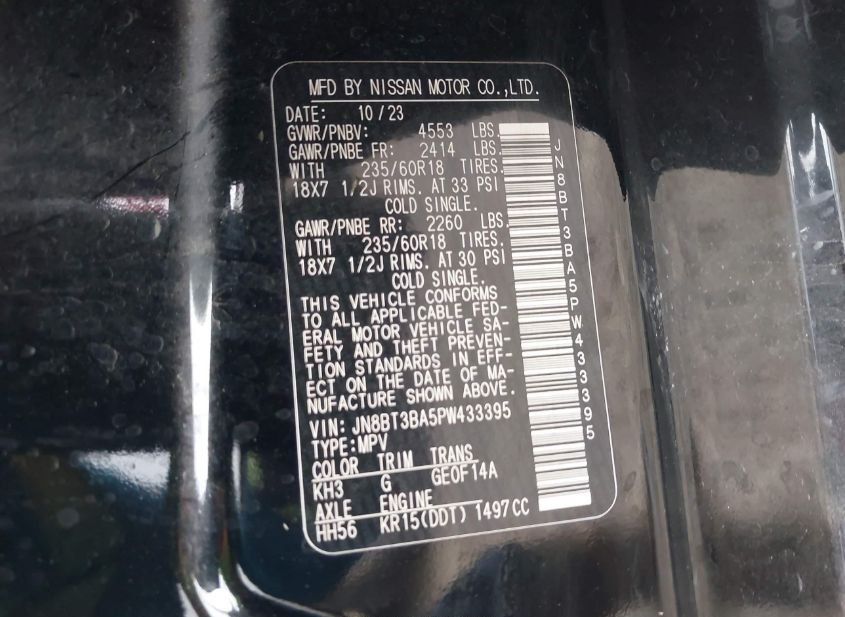 MFD BY NISSAN MOTOR CO.,LTD.
DATE: 10/23
GVWR/PNBV: 4553 LBS.
GAWR/PNBE FR: 2414 LBS.
WITH 235/60R18 TIRES.
18X7 1/2J RIMS. AT 33 PSI
COLD SINGLE.
GAWR/PNBE RR: 2260 LBS.
WITH 235/60R18 TIRES.
18X7 1/2J RIMS. AT 30 PSI
COLD SINGLE.
THIS VEHICLE CONFORMS
TO ALL APPLICABLE FED-
ERAL MOTOR VEHICLE SA-
FETY AND THEFT PREVEN-
TION STANDARDS IN EFF-
ECT ON THE DATE OF MA-
NUFACTURE SHOWN ABOVE.
VIN: JN8BT3BA5PW433395
TYPE:MPV
COLOR TRIM TRANS
KH3 G GEOF14A
AXLE ENGINE
HH56 KR15(DDT) 1497CC
JN8BT3BA5PW433395